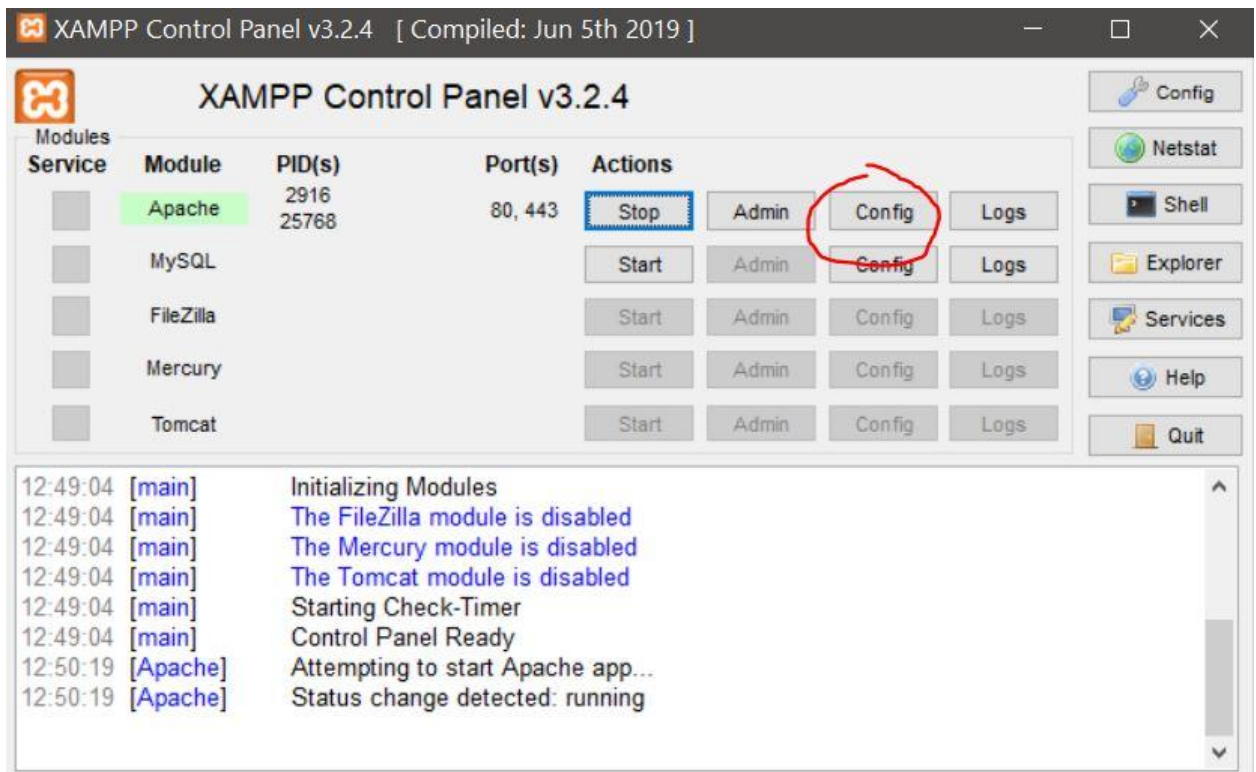 XAMPP Control Panel v3.2.4 [ Compiled: Jun 5th 2019 ]
XAMPP Control Panel v3.2.4
Config
Modules
Service Module PID(s) Port(s) Actions
Netstat
Apache 2916 25768 80, 443 Stop Admin Config Logs
Shell
MySQL Start Admin Config Logs
Explorer
FileZilla Start Admin Config Logs
Services
Mercury Start Admin Config Logs
Help
Tomcat Start Admin Config Logs
Quit
12:49:04 [main] Initializing Modules
12:49:04 [main] The FileZilla module is disabled
12:49:04 [main] The Mercury module is disabled
12:49:04 [main] The Tomcat module is disabled
12:49:04 [main] Starting Check-Timer
12:49:04 [main] Control Panel Ready
12:50:19 [Apache] Attempting to start Apache app...
12:50:19 [Apache] Status change detected: running